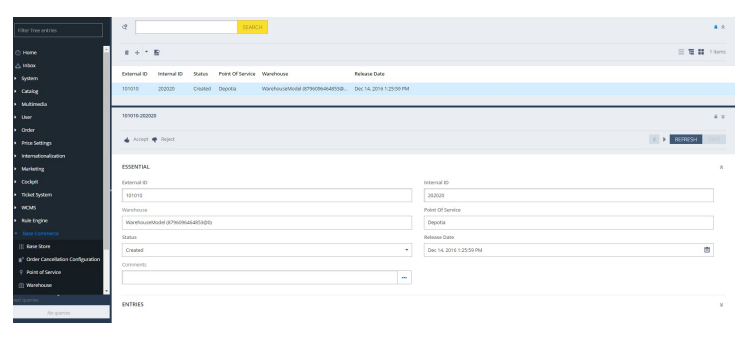 Filter Tree entries
Home
Inbox
System
Catalog
Multimedia
User
Order
Price Settings
Internationalization
Marketing
Cockpit
Ticket System
WCMS
Rule Engine
Base Commerce
Base Store
Order Cancellation Configuration
Point of Service
Warehouse
SEARCH
1 items
External ID Internal ID Status Point Of Service Warehouse Release Date
101010 202020 Created Depotia WarehouseModel (8796096464859@... Dec 14, 2016 1:25:59 PM
101010-202020
Accept Reject
REFRESH
ESSENTIAL
External ID Internal ID
101010 202020
Warehouse Point Of Service
WarehouseModel (8796096464859@0) Depotia
Status Release Date
Created Dec 14, 2016 1:25:59 PM
Comments
...
ENTRIES